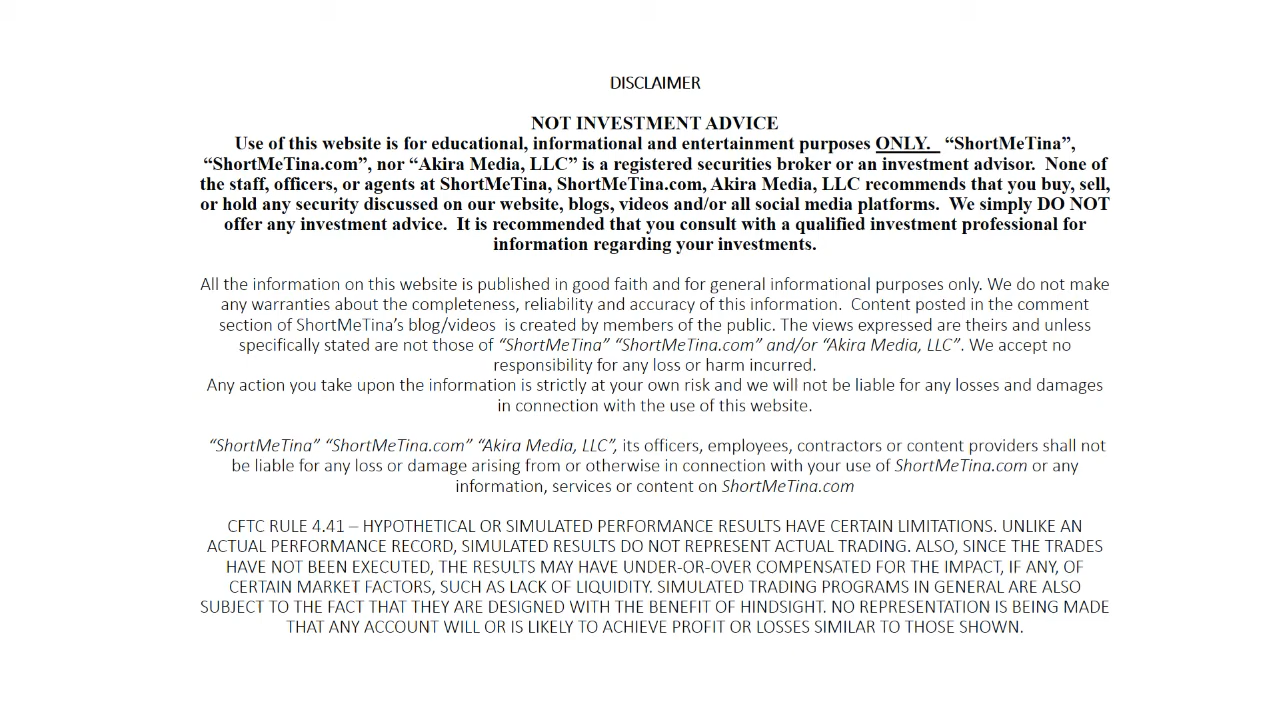 DISCLAIMER
NOT INVESTMENT ADVICE
Use of this website is for educational, informational and entertainment purposes ONLY. “ShortMeTina”,
“ShortMeTina.com”, nor “Akira Media, LLC” is a registered securities broker or an investment advisor. None of
the staff, officers, or agents at ShortMeTina, ShortMeTina.com, Akira Media, LLC recommends that you buy, sell,
or hold any security discussed on our website, blogs, videos and/or all social media platforms. We simply DO NOT
offer any investment advice. It is recommended that you consult with a qualified investment professional for
information regarding your investments.
All the information on this website is published in good faith and for general informational purposes only. We do not make
any warranties about the completeness, reliability and accuracy of this information. Content posted in the comment
section of ShortMeTina’s blog/videos is created by members of the public. The views expressed are theirs and unless
specifically stated are not those of “ShortMeTina” “ShortMeTina.com” and/or “Akira Media, LLC”. We accept no
responsibility for any loss or harm incurred.
Any action you take upon the information is strictly at your own risk and we will not be liable for any losses and damages
in connection with the use of this website.
“ShortMeTina” “ShortMeTina.com” “Akira Media, LLC”, its officers, employees, contractors or content providers shall not
be liable for any loss or damage arising from or otherwise in connection with your use of ShortMeTina.com or any
information, services or content on ShortMeTina.com
CFTC RULE 4.41 – HYPOTHETICAL OR SIMULATED PERFORMANCE RESULTS HAVE CERTAIN LIMITATIONS. UNLIKE AN
ACTUAL PERFORMANCE RECORD, SIMULATED RESULTS DO NOT REPRESENT ACTUAL TRADING. ALSO, SINCE THE TRADES
HAVE NOT BEEN EXECUTED, THE RESULTS MAY HAVE UNDER-OR-OVER COMPENSATED FOR THE IMPACT, IF ANY, OF
CERTAIN MARKET FACTORS, SUCH AS LACK OF LIQUIDITY. SIMULATED TRADING PROGRAMS IN GENERAL ARE ALSO
SUBJECT TO THE FACT THAT THEY ARE DESIGNED WITH THE BENEFIT OF HINDSIGHT. NO REPRESENTATION IS BEING MADE
THAT ANY ACCOUNT WILL OR IS LIKELY TO ACHIEVE PROFIT OR LOSSES SIMILAR TO THOSE SHOWN.